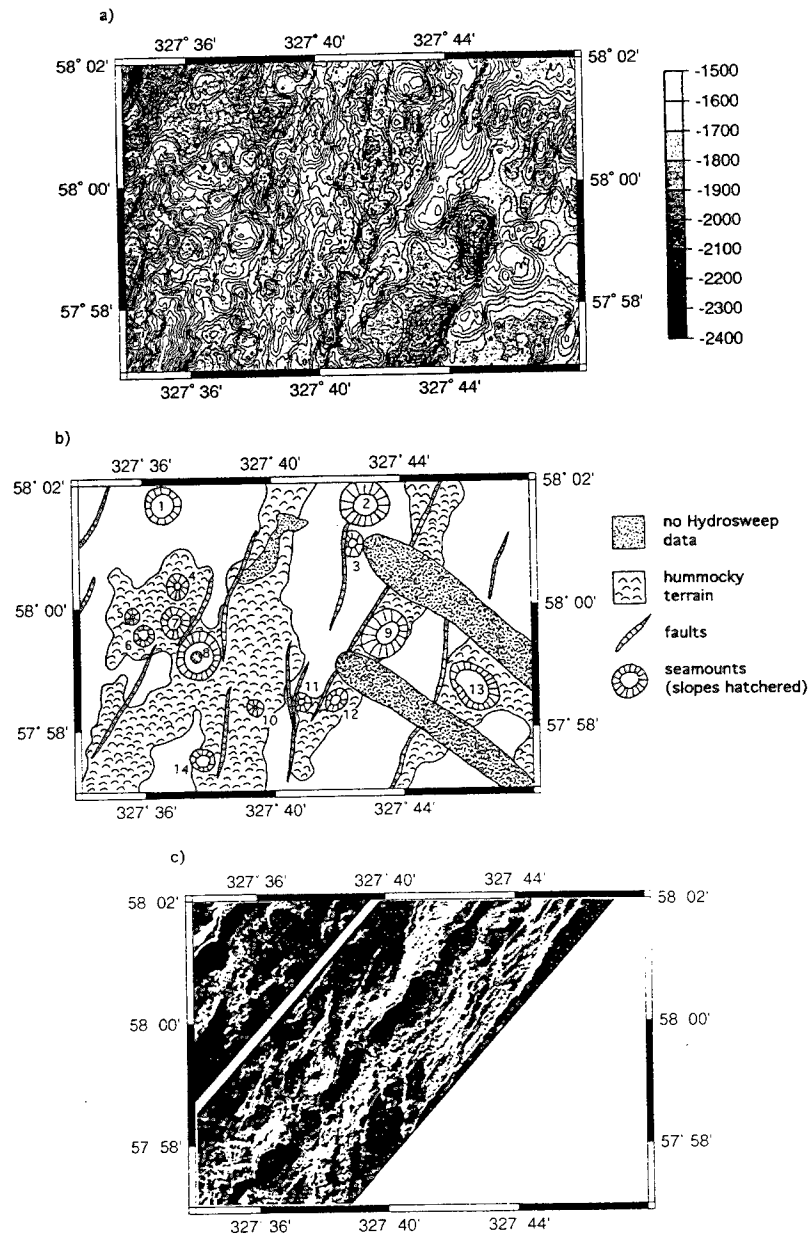 a)
327° 36' 327° 40' 327° 44'
58° 02' 58° 02'
58° 00' 58° 00'
57° 58' 57° 58'
327° 36' 327° 40' 327° 44'
-1500
-1600
-1700
-1800
-1900
-2000
-2100
-2200
-2300
-2400
b)
327° 36' 327° 40' 327° 44'
58° 02' 58° 02'
58° 00' 58° 00'
57° 58' 57° 58'
327° 36' 327° 40' 327° 44'
1
2
3
4
5
6
7
8
9
10
11
12
13
14
no Hydrosweep
data
hummocky
terrain
faults
seamounts
(slopes hatchered)
c)
327° 36' 327° 40' 327° 44'
58° 02' 58° 02'
58° 00' 58° 00'
57° 58' 57° 58'
327° 36' 327° 40' 327° 44'